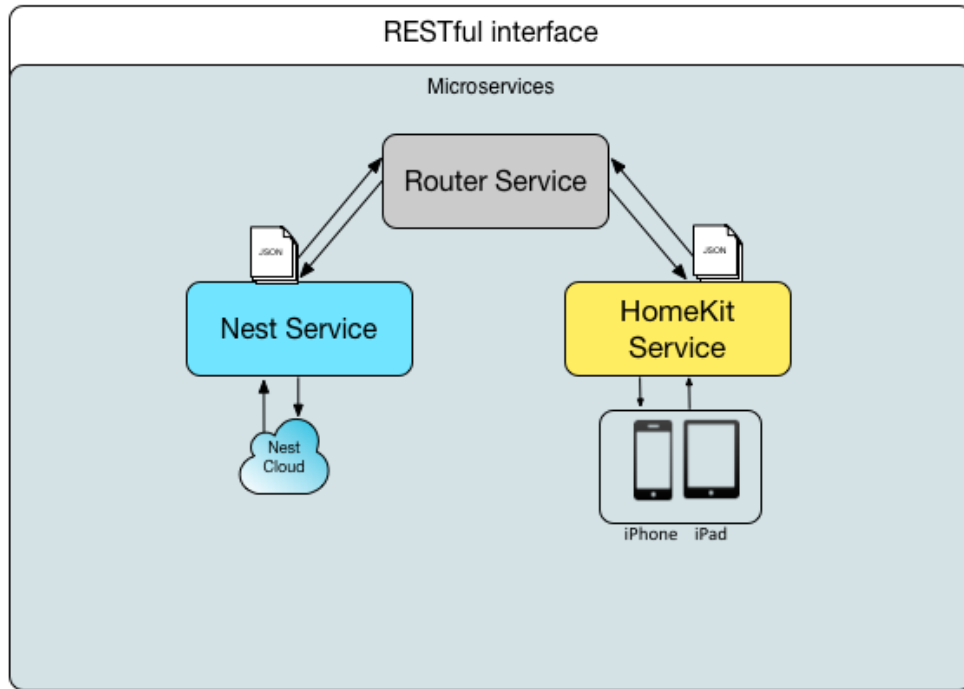 RESTful interface
Microservices
Router Service
JSON
JSON
Nest Service
HomeKit
Service
Nest
Cloud
iPhone
iPad